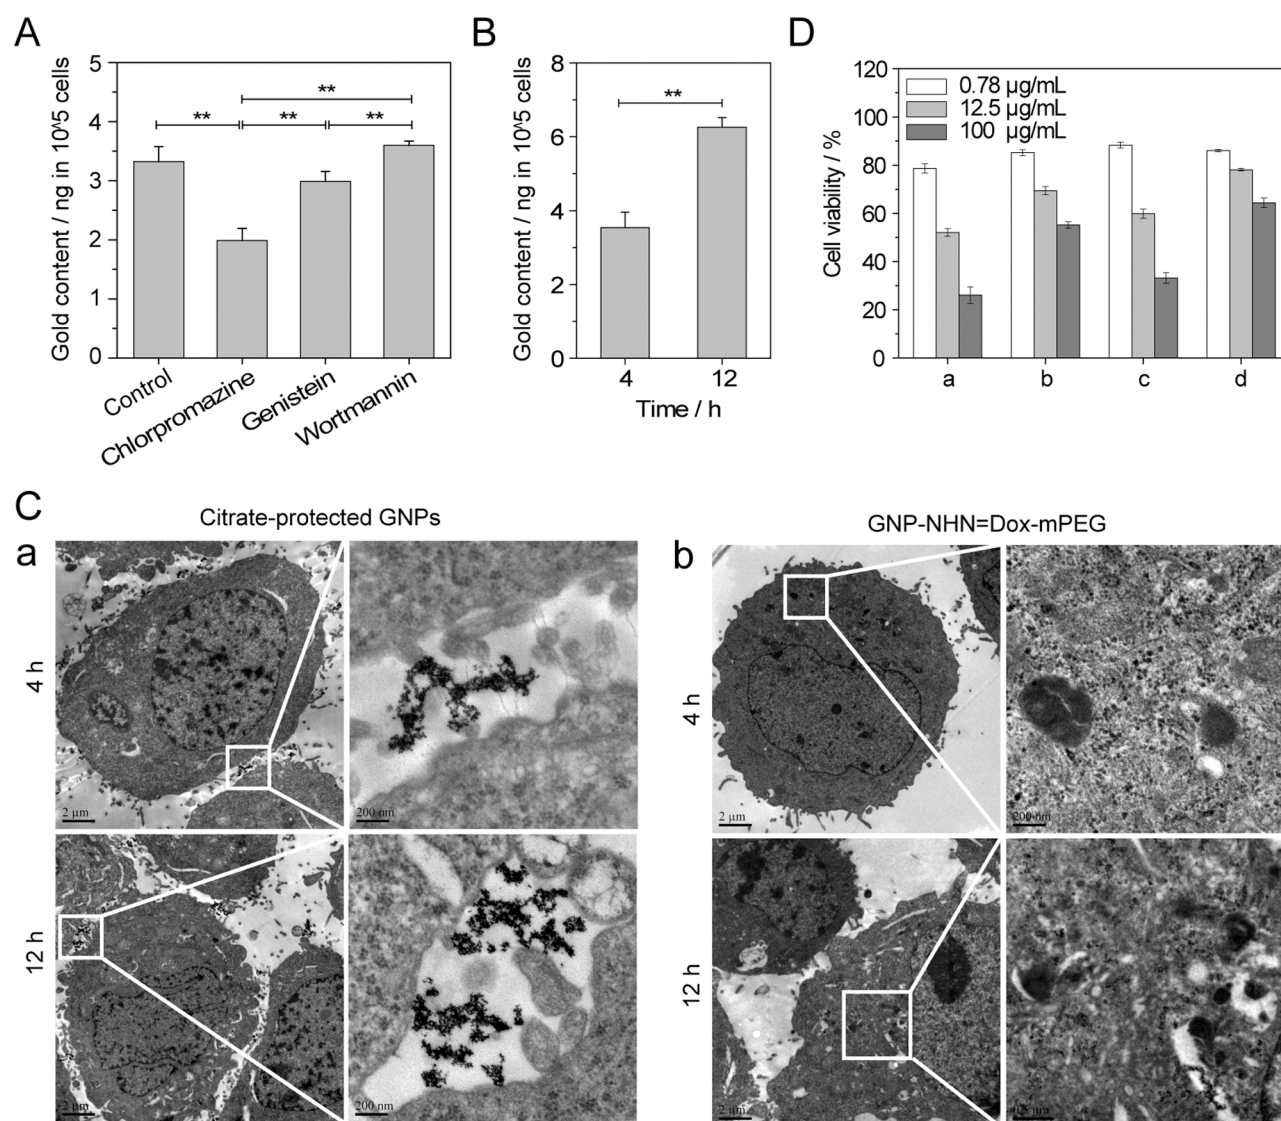 A
Gold content / ng in 10^5 cells
5
4
3
2
1
0
**
**
**
**
Control
Chlorpromazine
Genistein
Wortmannin
B
Gold content / ng in 10^5 cells
8
6
4
2
0
**
4
12
Time / h
D
Cell viability / %
120
100
80
60
40
20
0
0.78 µg/mL
12.5 µg/mL
100 µg/mL
a
b
c
d
C
Citrate-protected GNPs
a
4 h
2 µm
200 nm
12 h
2 µm
200 nm
GNP-NHN=Dox-mPEG
b
4 h
2 µm
200 nm
12 h
2 µm